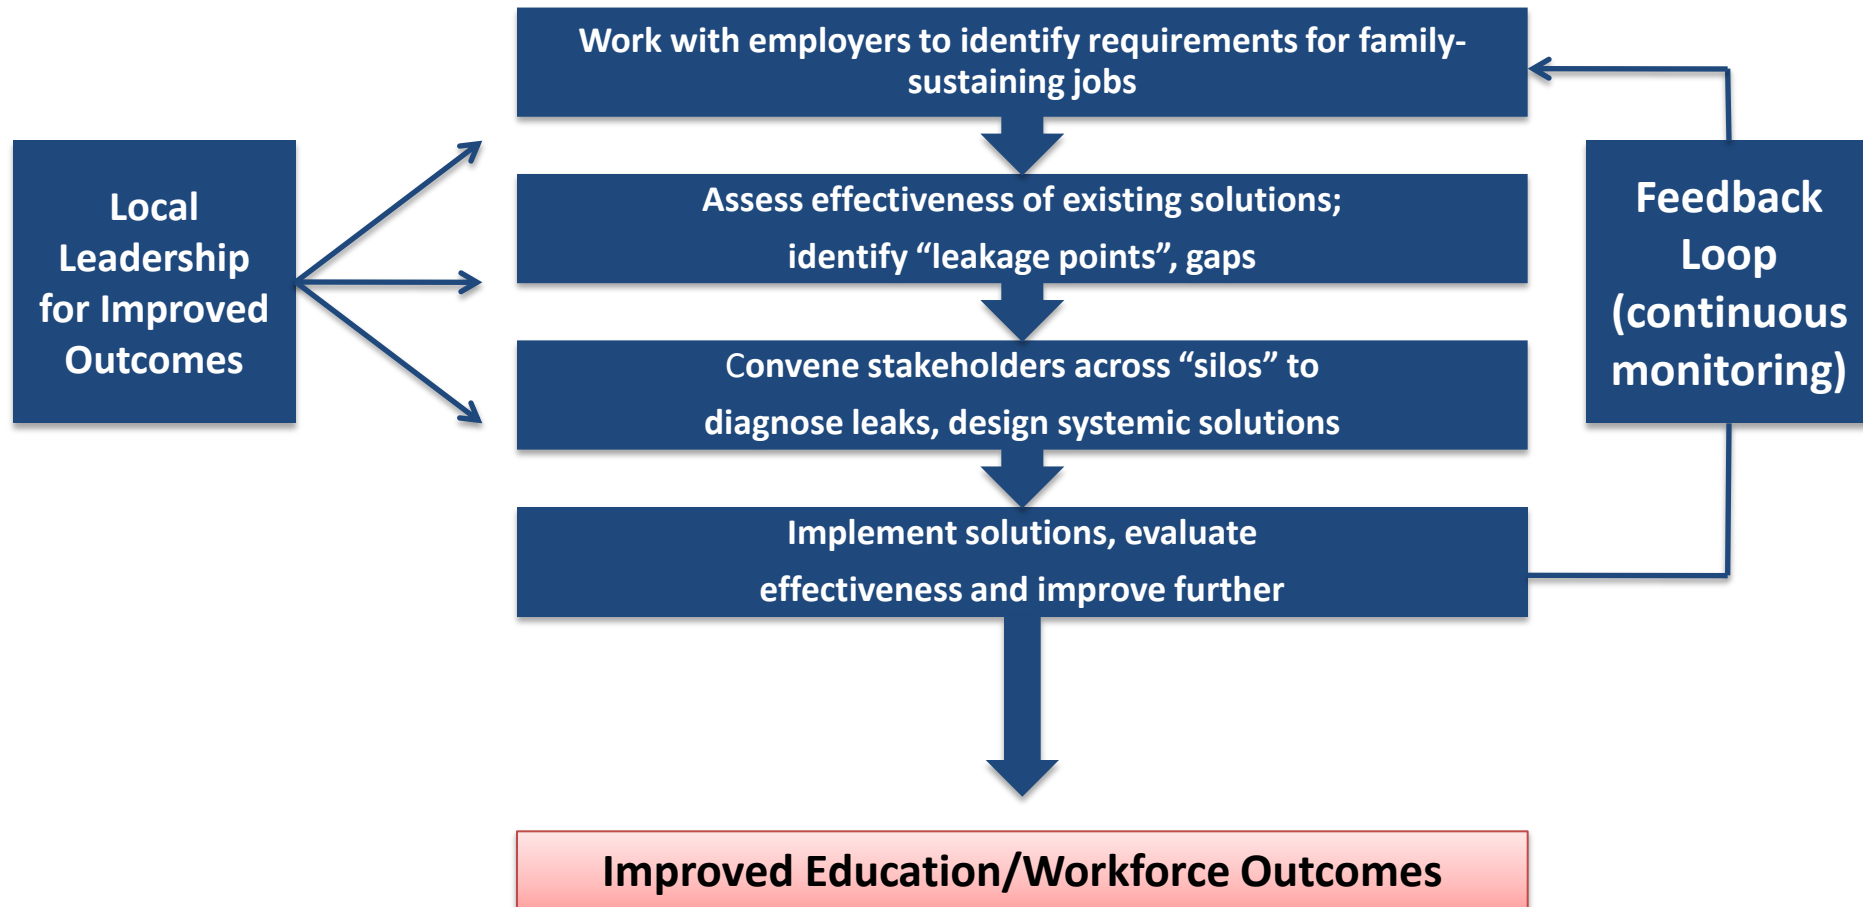 Work with employers to identify requirements for family-
sustaining jobs
Local
Leadership
for Improved
Outcomes
Assess effectiveness of existing solutions;
identify “leakage points”, gaps
Convene stakeholders across “silos” to
diagnose leaks, design systemic solutions
Implement solutions, evaluate
effectiveness and improve further
Feedback
Loop
(continuous
monitoring)
Improved Education/Workforce Outcomes